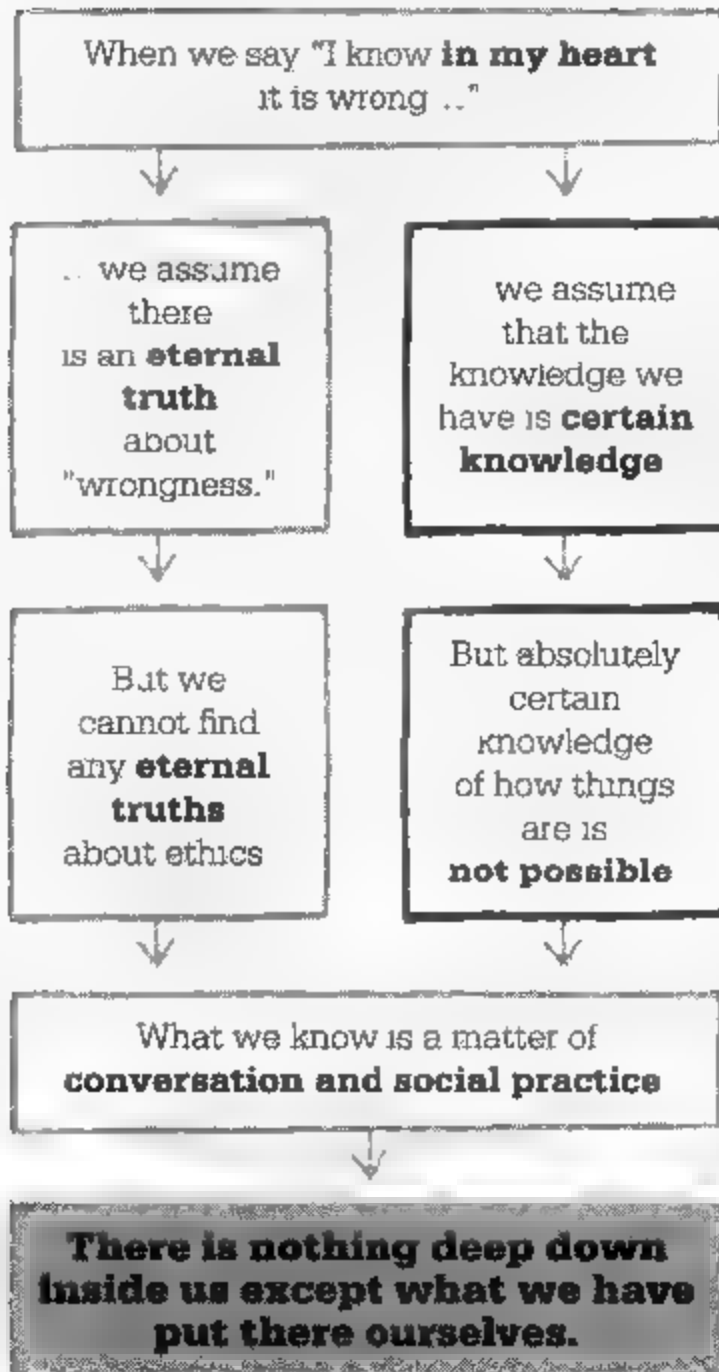 When we say "I know in my heart
it is wrong ..."
... we assume
there
is an eternal
truth
about
"wrongness."
we assume
that the
knowledge we
have is certain
knowledge
But we
cannot find
any eternal
truths
about ethics
But absolutely
certain
knowledge
of how things
are is
not possible
What we know is a matter of
conversation and social practice
There is nothing deep down
inside us except what we have
put there ourselves.